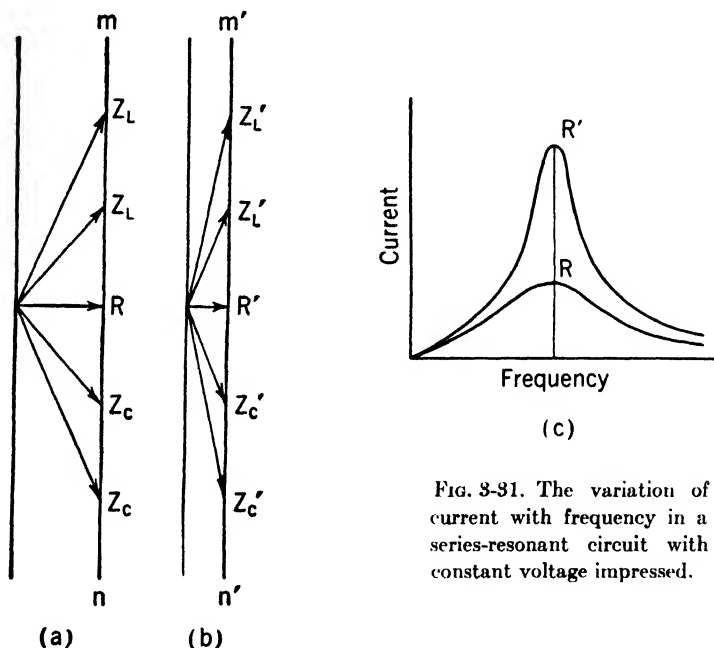 m
m′
Z_L
Z_L′
Z_L
Z_L′
R
R′
Z_C
Z_C′
Z_C
Z_C′
n
n′
(a)
(b)
R′
R
Current
Frequency
(c)
FIG. 3-31. The variation of
current with frequency in a
series-resonant circuit with
constant voltage impressed.